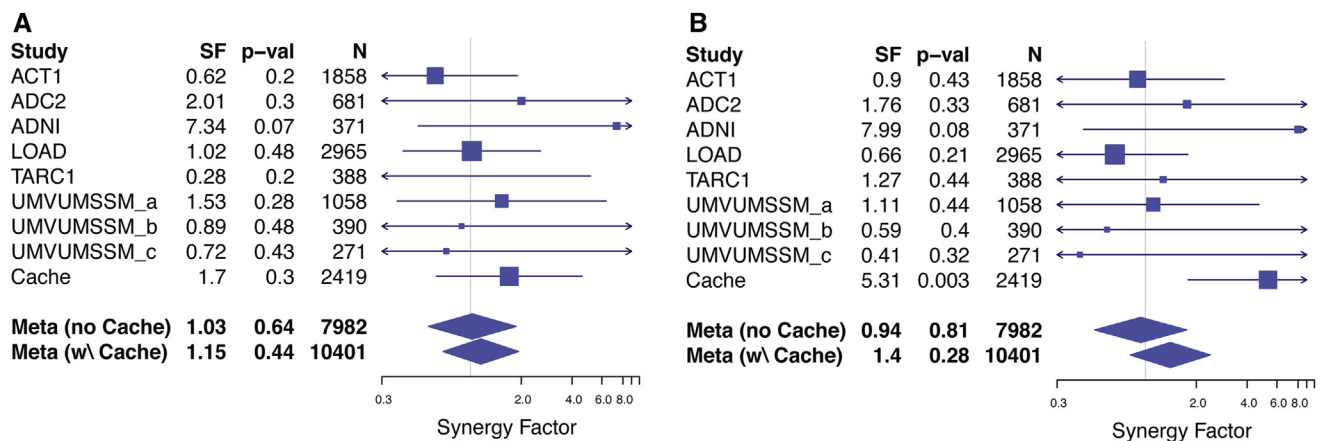 A
Study SF p−val N
ACT1 0.62 0.2 1858
ADC2 2.01 0.3 681
ADNI 7.34 0.07 371
LOAD 1.02 0.48 2965
TARC1 0.28 0.2 388
UMVUMSSM_a 1.53 0.28 1058
UMVUMSSM_b 0.89 0.48 390
UMVUMSSM_c 0.72 0.43 271
Cache 1.7 0.3 2419
Meta (no Cache) 1.03 0.64 7982
Meta (w\ Cache) 1.15 0.44 10401
0.3 2.0 4.0 6.0 8.0
Synergy Factor
B
Study SF p−val N
ACT1 0.9 0.43 1858
ADC2 1.76 0.33 681
ADNI 7.99 0.08 371
LOAD 0.66 0.21 2965
TARC1 1.27 0.44 388
UMVUMSSM_a 1.11 0.44 1058
UMVUMSSM_b 0.59 0.4 390
UMVUMSSM_c 0.41 0.32 271
Cache 5.31 0.003 2419
Meta (no Cache) 0.94 0.81 7982
Meta (w\ Cache) 1.4 0.28 10401
0.3 2.0 4.0 6.0 8.0
Synergy Factor